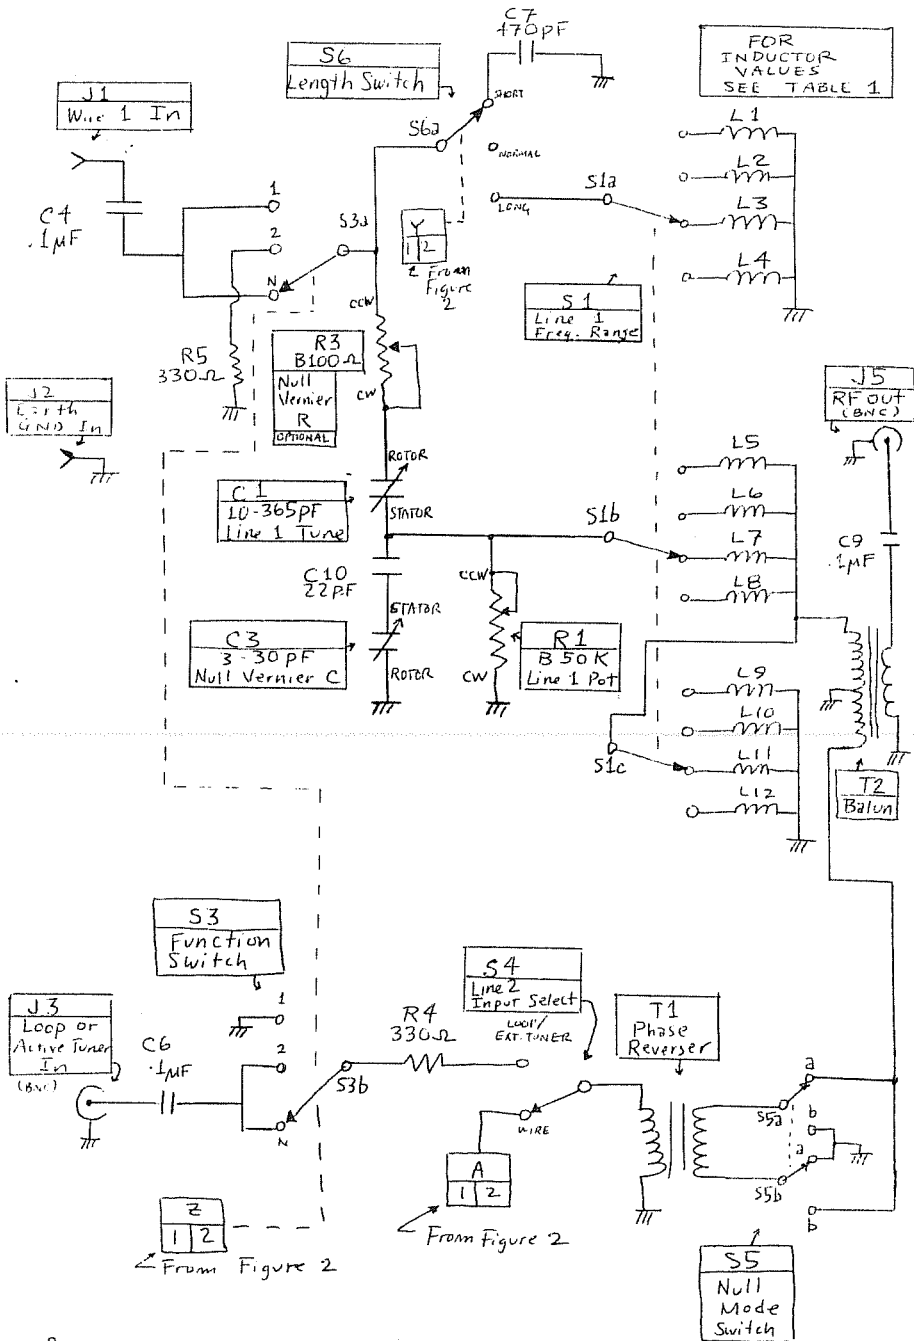 C7
470pF
S6
Length Switch
FOR
INDUCTOR
VALUES
SEE TABLE 1
J1
Wire 1 In
SHORT
S6a
NORMAL
LONG
S1a
L1
L2
L3
L4
C4
.1µF
1
2
N
S3a
Y
1 2
From
Figure
2
S1
Line 1
Freq. Range
CCW
R3
B100Ω
Null
Vernier
R
OPTIONAL
CW
R5
330Ω
J2
Earth
GND In
J5
RF Out
(BNC)
ROTOR
C1
10-365pF
Line 1 Tune
STATOR
S1b
L5
L6
L7
L8
C9
.1µF
C10
22pF
CCW
STATOR
C3
3-30pF
Null Vernier C
ROTOR
R1
B 50K
Line 1 Pot
CW
L9
L10
L11
L12
S1c
T2
Balun
S3
Function
Switch
S4
Line 2
Input Select
LOOP/
EXT. TUNER
T1
Phase
Reverser
J3
Loop or
Active Tuner
In
(BNC)
C6
.1µF
1
2
N
S3b
R4
330Ω
WIRE
a
S5a
b
a
S5b
b
A
1 2
From Figure 2
Z
1 2
From Figure 2
S5
Null
Mode
Switch